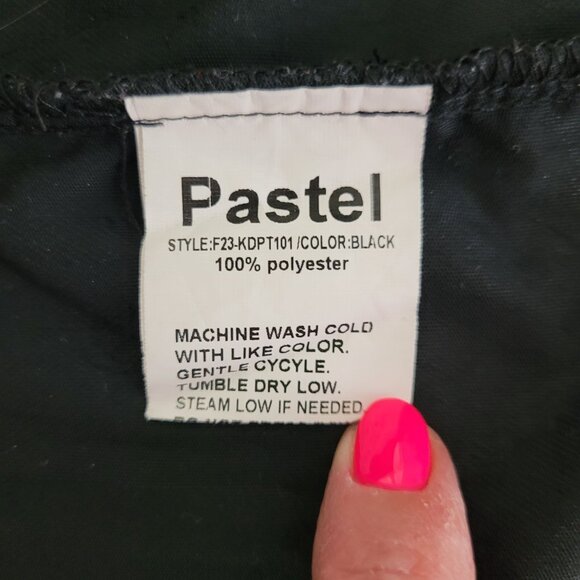 Pastel
STYLE:F23-KDPT101 /COLOR:BLACK
100% polyester
MACHINE WASH COLD
WITH LIKE COLOR.
GENTLE CYCYLE.
TUMBLE DRY LOW.
STEAM LOW IF NEEDED